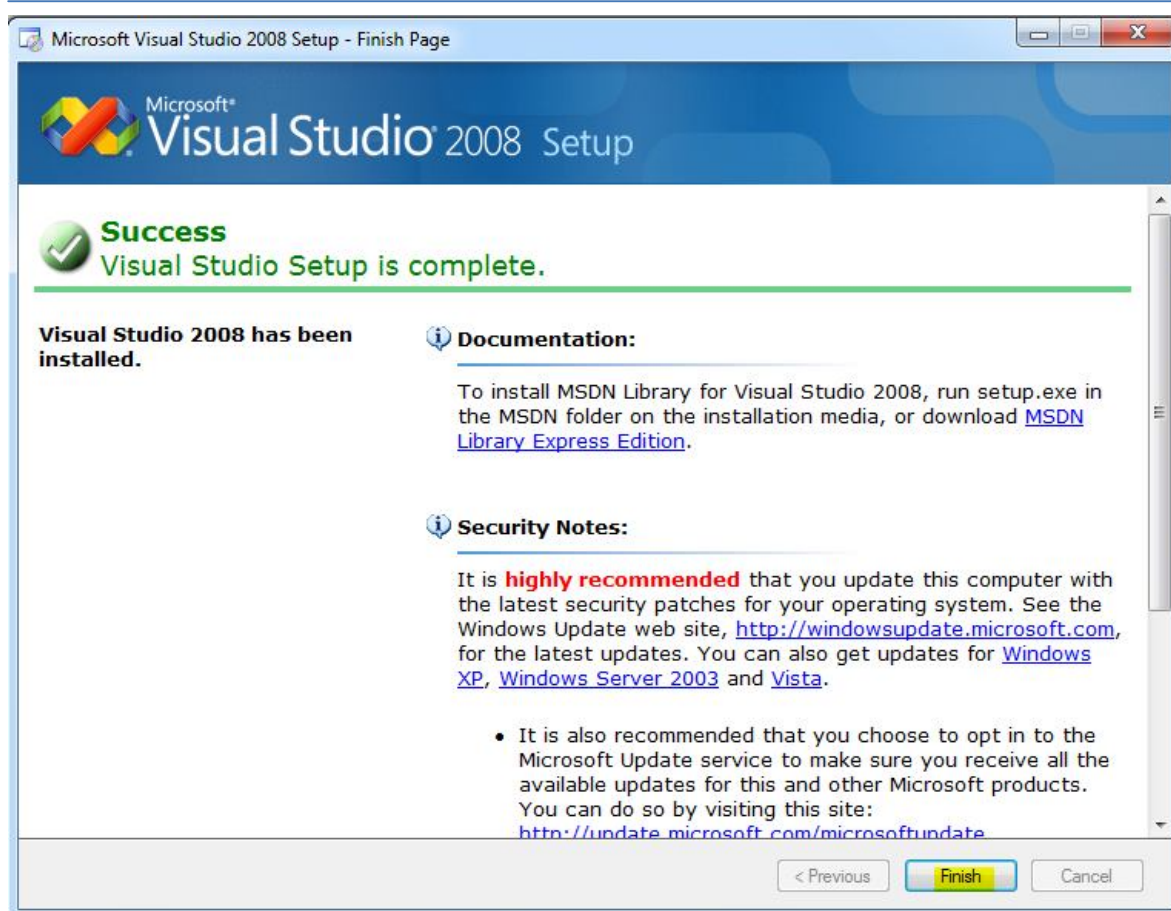 Microsoft Visual Studio 2008 Setup - Finish Page
Microsoft®
Visual Studio® 2008 Setup
Success
Visual Studio Setup is complete.
Visual Studio 2008 has been
installed.
Documentation:
To install MSDN Library for Visual Studio 2008, run setup.exe in
the MSDN folder on the installation media, or download MSDN
Library Express Edition.
Security Notes:
It is highly recommended that you update this computer with
the latest security patches for your operating system. See the
Windows Update web site, http://windowsupdate.microsoft.com,
for the latest updates. You can also get updates for Windows
XP, Windows Server 2003 and Vista.
• It is also recommended that you choose to opt in to the
Microsoft Update service to make sure you receive all the
available updates for this and other Microsoft products.
You can do so by visiting this site:
http://update.microsoft.com/microsoftupdate
< Previous
Finish
Cancel